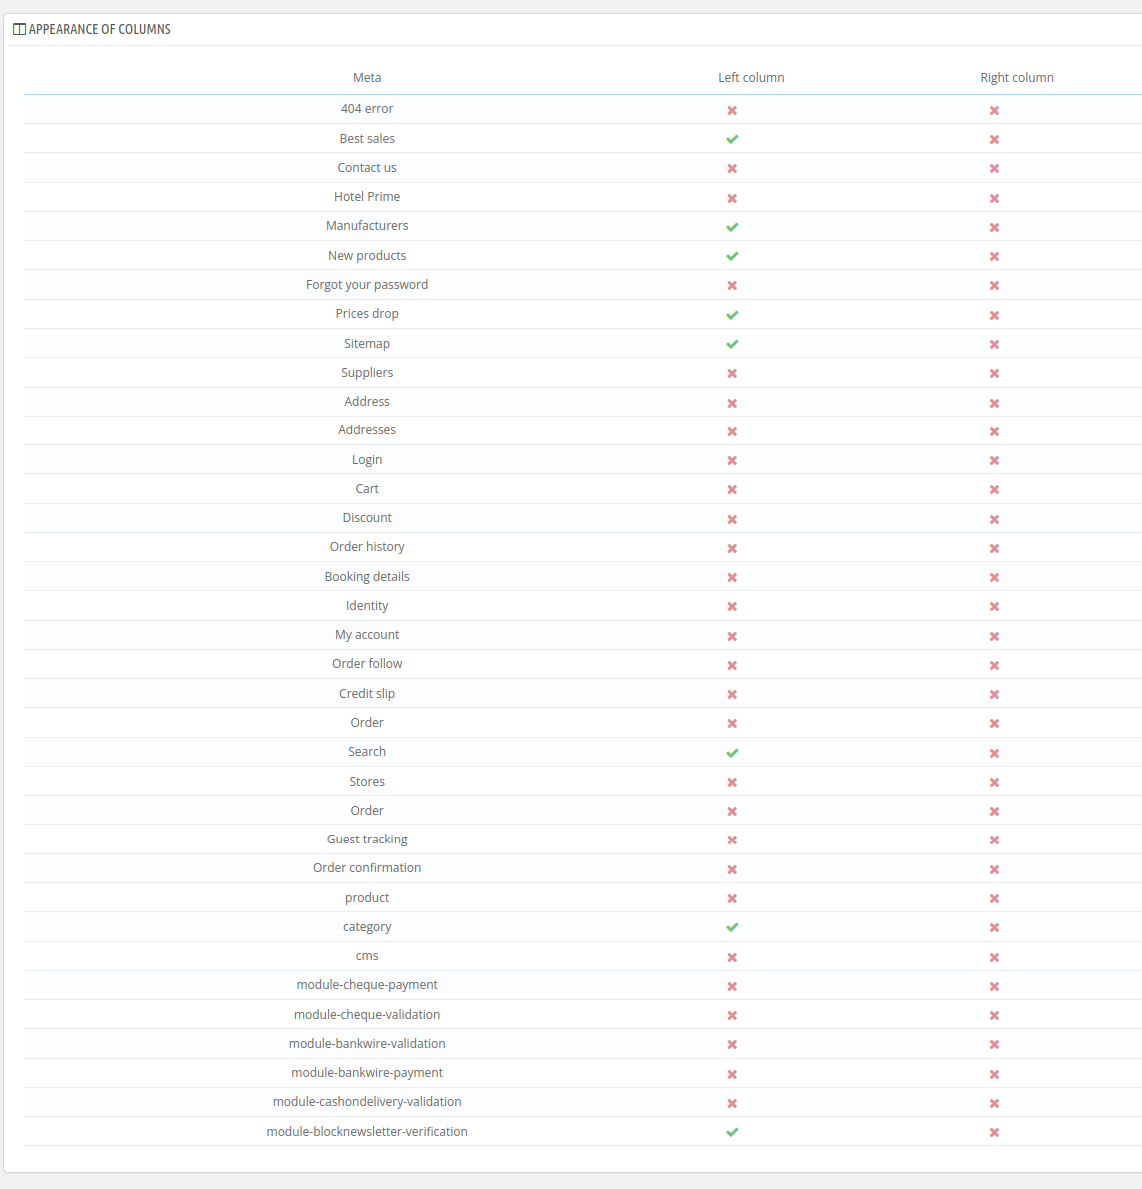 APPEARANCE OF COLUMNS
Meta Left column Right column
404 error
Best sales
Contact us
Hotel Prime
Manufacturers
New products
Forgot your password
Prices drop
Sitemap
Suppliers
Address
Addresses
Login
Cart
Discount
Order history
Booking details
Identity
My account
Order follow
Credit slip
Order
Search
Stores
Order
Guest tracking
Order confirmation
product
category
cms
module-cheque-payment
module-cheque-validation
module-bankwire-validation
module-bankwire-payment
module-cashondelivery-validation
module-blocknewsletter-verification